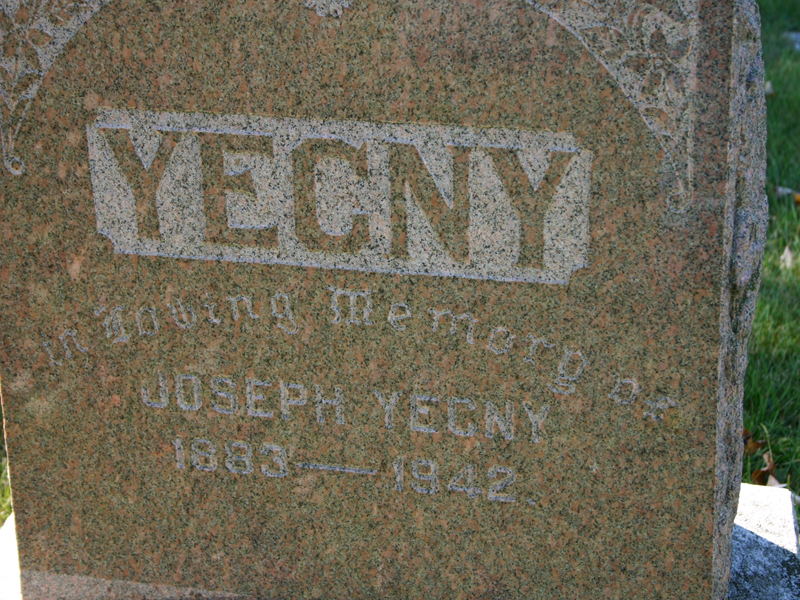 YECNY
in Loving Memory of
JOSEPH YECNY
1883—1942.